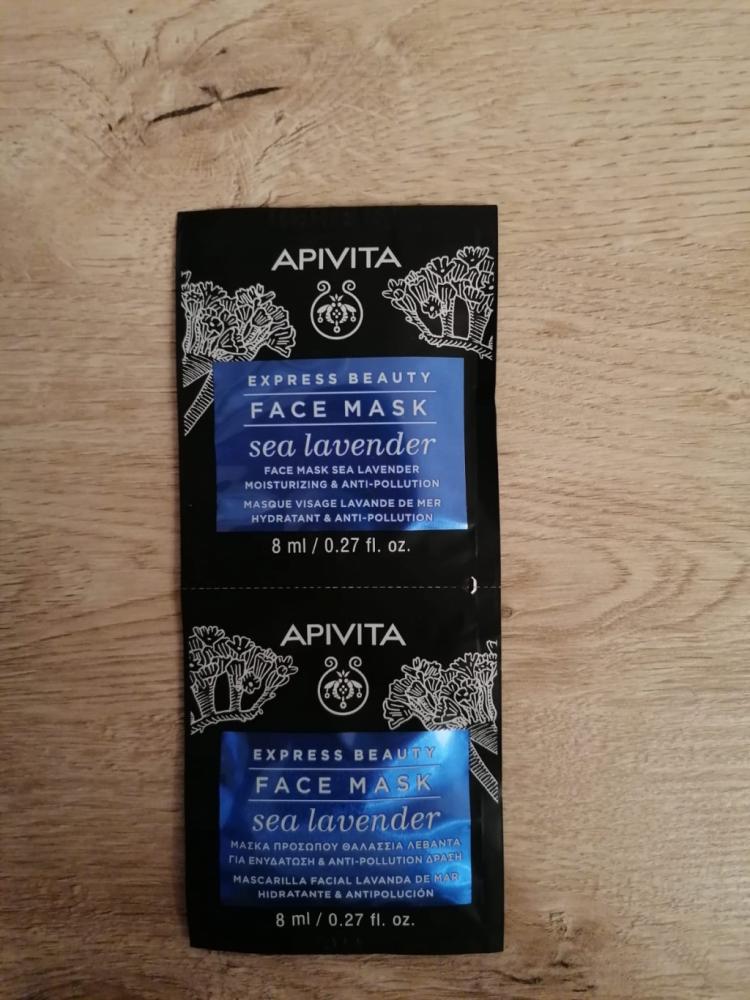 APIVITA
EXPRESS BEAUTY
FACE MASK
sea lavender
FACE MASK SEA LAVENDER
MOISTURIZING & ANTI-POLLUTION
MASQUE VISAGE LAVANDE DE MER
HYDRATANT & ANTI-POLLUTION
8 ml / 0.27 fl. oz.
APIVITA
EXPRESS BEAUTY
FACE MASK
sea lavender
ΜΑΣΚΑ ΠΡΟΣΩΠΟΥ ΘΑΛΑΣΣΙΑ ΛΕΒΑΝΤΑ
ΓΙΑ ΕΝΥΔΑΤΩΣΗ & ANTI-POLLUTION ΔΡΑΣΗ
MASCARILLA FACIAL LAVANDA DE MAR
HIDRATANTE & ANTIPOLUCIÓN
8 ml / 0.27 fl. oz.